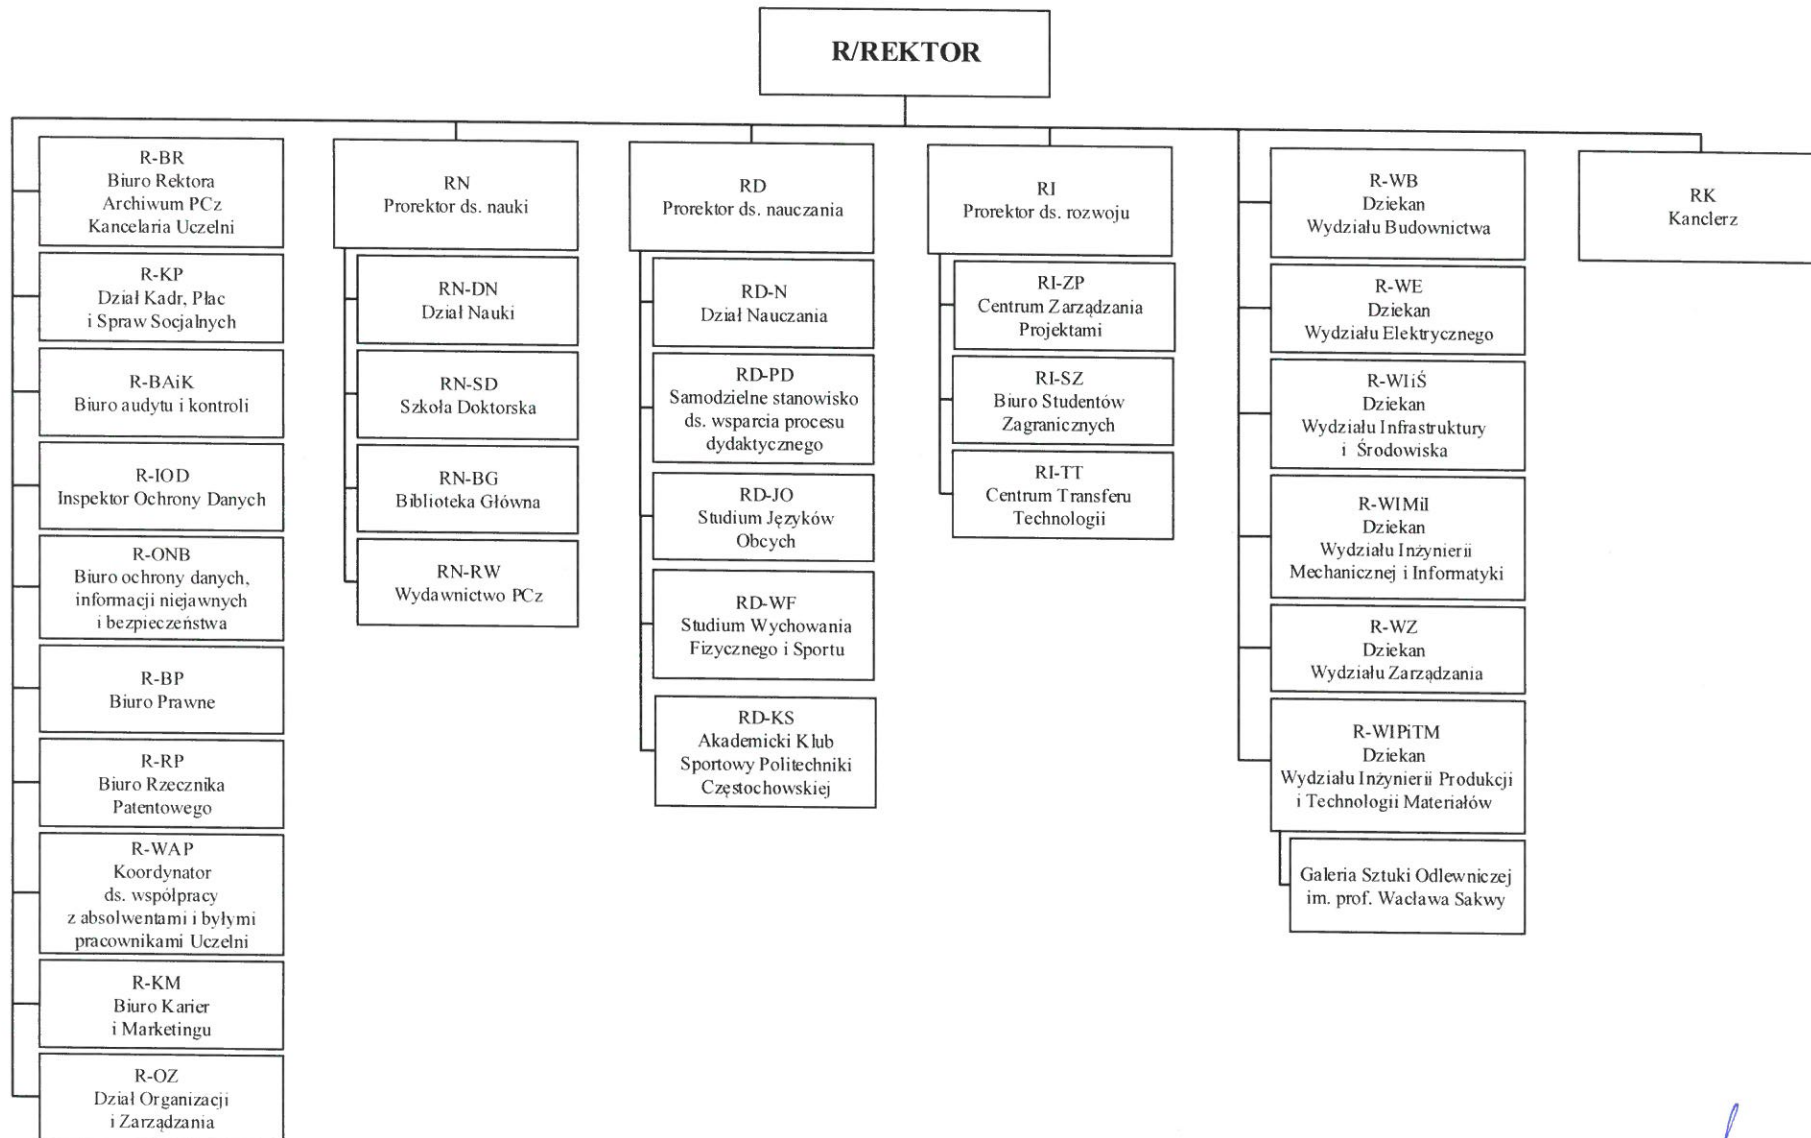 R/REKTOR
R-BR
Biuro Rektora
Archiwum PCz
Kancelaria Uczelni
R-KP
Dział Kadr, Płac
i Spraw Socjalnych
R-BAiK
Biuro audytu i kontroli
R-IOD
Inspektor Ochrony Danych
R-ONB
Biuro ochrony danych,
informacji niejawnych
i bezpieczeństwa
R-BP
Biuro Prawne
R-RP
Biuro Rzecznika
Patentowego
R-WAP
Koordynator
ds. współpracy
z absolwentami i byłymi
pracownikami Uczelni
R-KM
Biuro Karier
i Marketingu
R-OZ
Dział Organizacji
i Zarządzania
RN
Prorektor ds. nauki
RN-DN
Dział Nauki
RN-SD
Szkoła Doktorska
RN-BG
Biblioteka Główna
RN-RW
Wydawnictwo PCz
RD
Prorektor ds. nauczania
RD-N
Dział Nauczania
RD-PD
Samodzielne stanowisko
ds. wsparcia procesu
dydaktycznego
RD-JO
Studium Języków
Obcych
RD-WF
Studium Wychowania
Fizycznego i Sportu
RD-KS
Akademicki Klub
Sportowy Politechniki
Częstochowskiej
RI
Prorektor ds. rozwoju
RI-ZP
Centrum Zarządzania
Projektami
RI-SZ
Biuro Studentów
Zagranicznych
RI-TT
Centrum Transferu
Technologii
R-WB
Dziekan
Wydziału Budownictwa
R-WE
Dziekan
Wydziału Elektrycznego
R-WIiŚ
Dziekan
Wydziału Infrastruktury
i Środowiska
R-WIMiI
Dziekan
Wydziału Inżynierii
Mechanicznej i Informatyki
R-WZ
Dziekan
Wydziału Zarządzania
R-WIPiTM
Dziekan
Wydziału Inżynierii Produkcji
i Technologii Materiałów
Galeria Sztuki Odlewniczej
im. prof. Wacława Sakwy
RK
Kanclerz